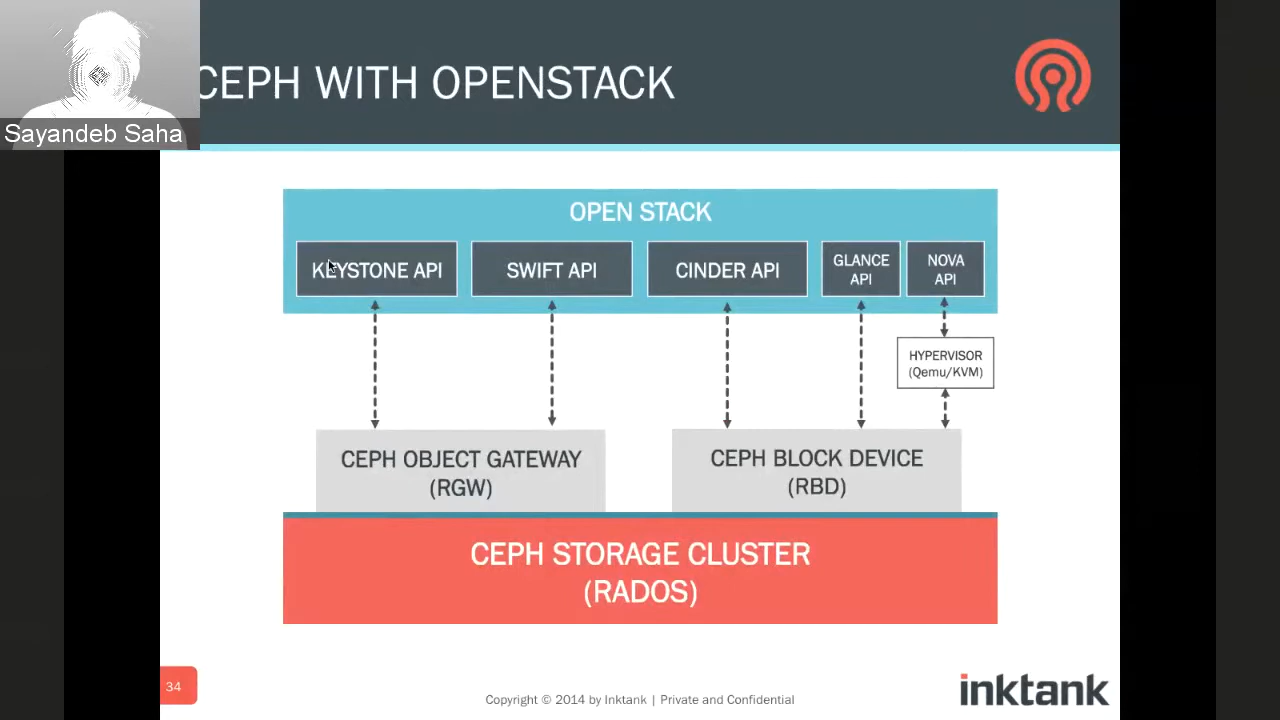 Sayandeb Saha
CEPH WITH OPENSTACK
OPEN STACK
KEYSTONE API
SWIFT API
CINDER API
GLANCE
API
NOVA
API
HYPERVISOR
(Qemu/KVM)
CEPH OBJECT GATEWAY
(RGW)
CEPH BLOCK DEVICE
(RBD)
CEPH STORAGE CLUSTER
(RADOS)
34
Copyright © 2014 by Inktank | Private and Confidential
inktank